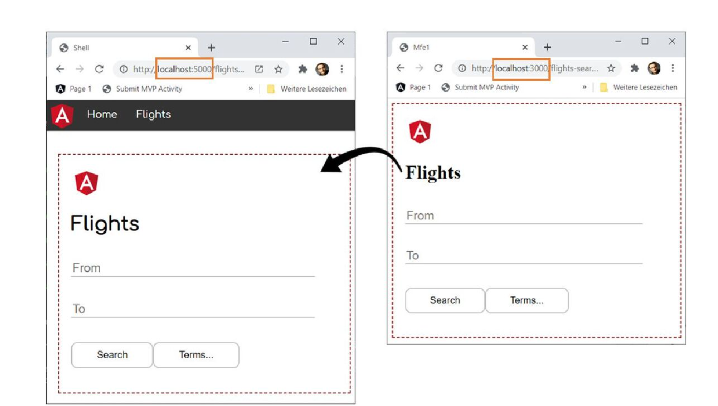 Shell
http://localhost:5000/flights...
Page 1 Submit MVP Activity » Weitere Lesezeichen
A Home Flights
A
Flights
From
To
Search Terms...
Mfe1
http://localhost:3000/flights-sear...
Page 1 Submit MVP Activity » Weitere Lesezeichen
A
Flights
From
To
Search Terms...